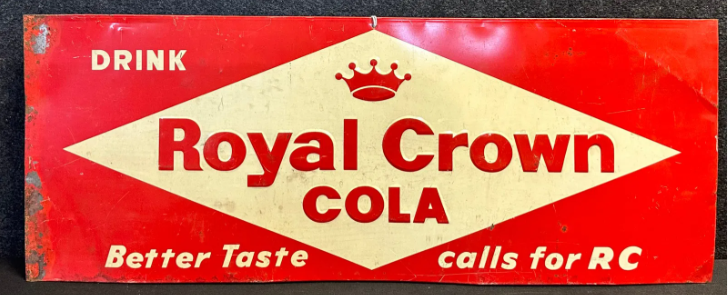 DRINK
Royal Crown
COLA
Better Taste calls for RC